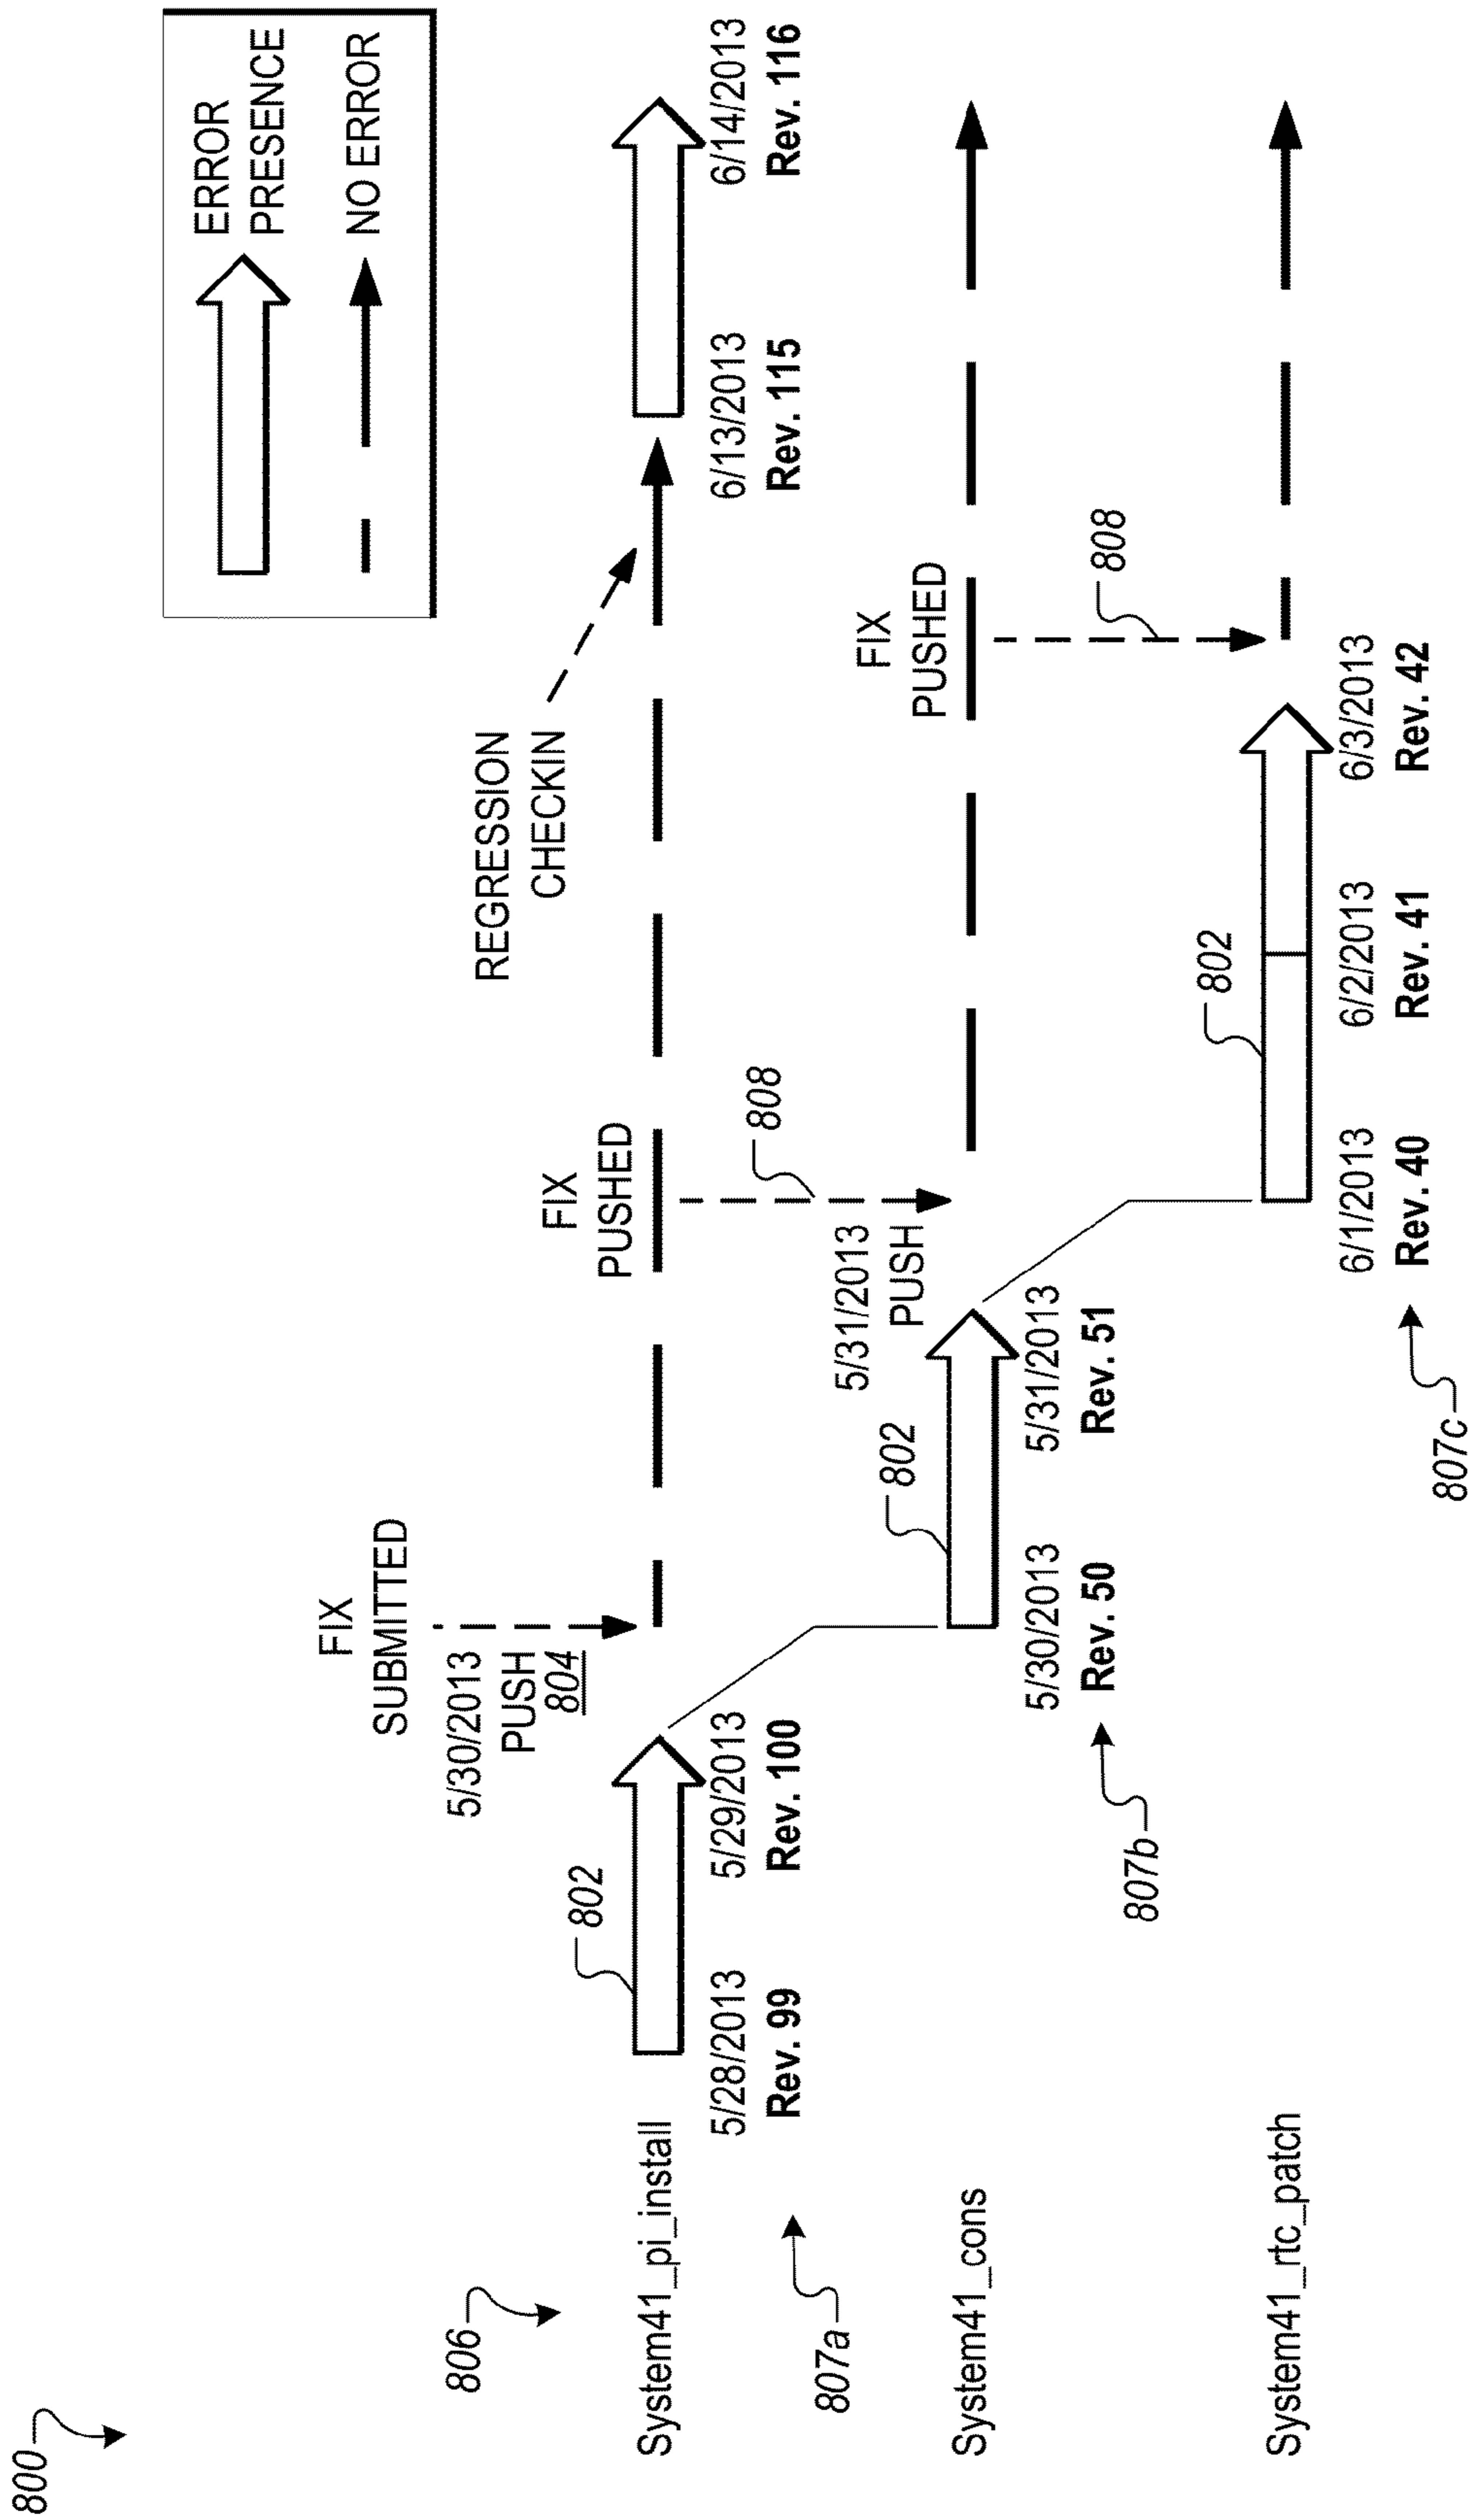 800
806
ERROR
PRESENCE
NO ERROR
FIX
SUBMITTED
5/30/2013
PUSH
804
REGRESSION
CHECKIN
FIX
PUSHED
System41_pi_install
802
5/28/2013
Rev. 99
5/29/2013
Rev. 100
6/13/2013
Rev. 115
6/14/2013
Rev. 116
807a
808
5/31/2013
PUSH
FIX
PUSHED
System41_cons
802
5/30/2013
Rev. 50
5/31/2013
Rev. 51
807b
808
System41_rtc_patch
802
6/1/2013
Rev. 40
6/2/2013
Rev. 41
6/3/2013
Rev. 42
807c